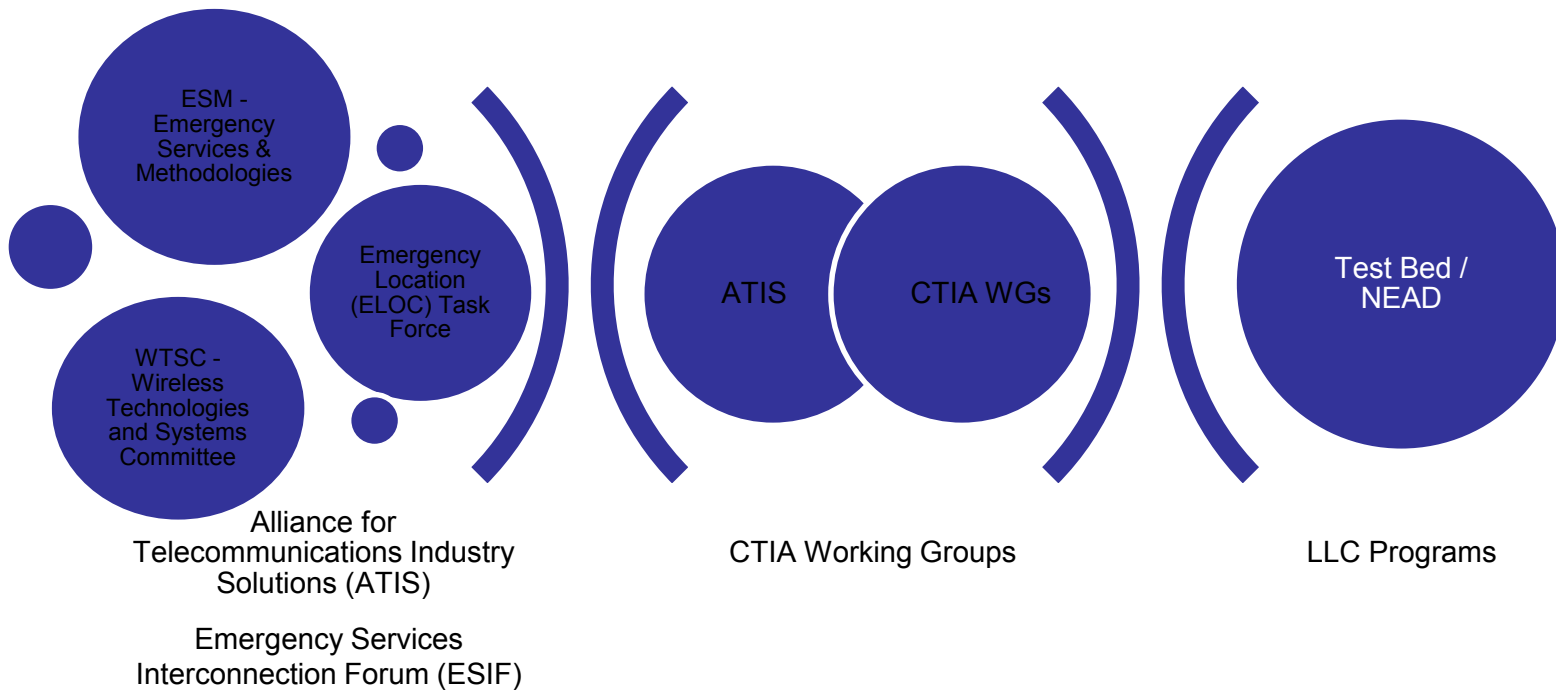 ESM -
Emergency
Services &
Methodologies
Emergency
Location
(ELOC) Task
Force
WTSC -
Wireless
Technologies
and Systems
Committee
Alliance for
Telecommunications Industry
Solutions (ATIS)
Emergency Services
Interconnection Forum (ESIF)
ATIS
CTIA WGs
CTIA Working Groups
Test Bed /
NEAD
LLC Programs